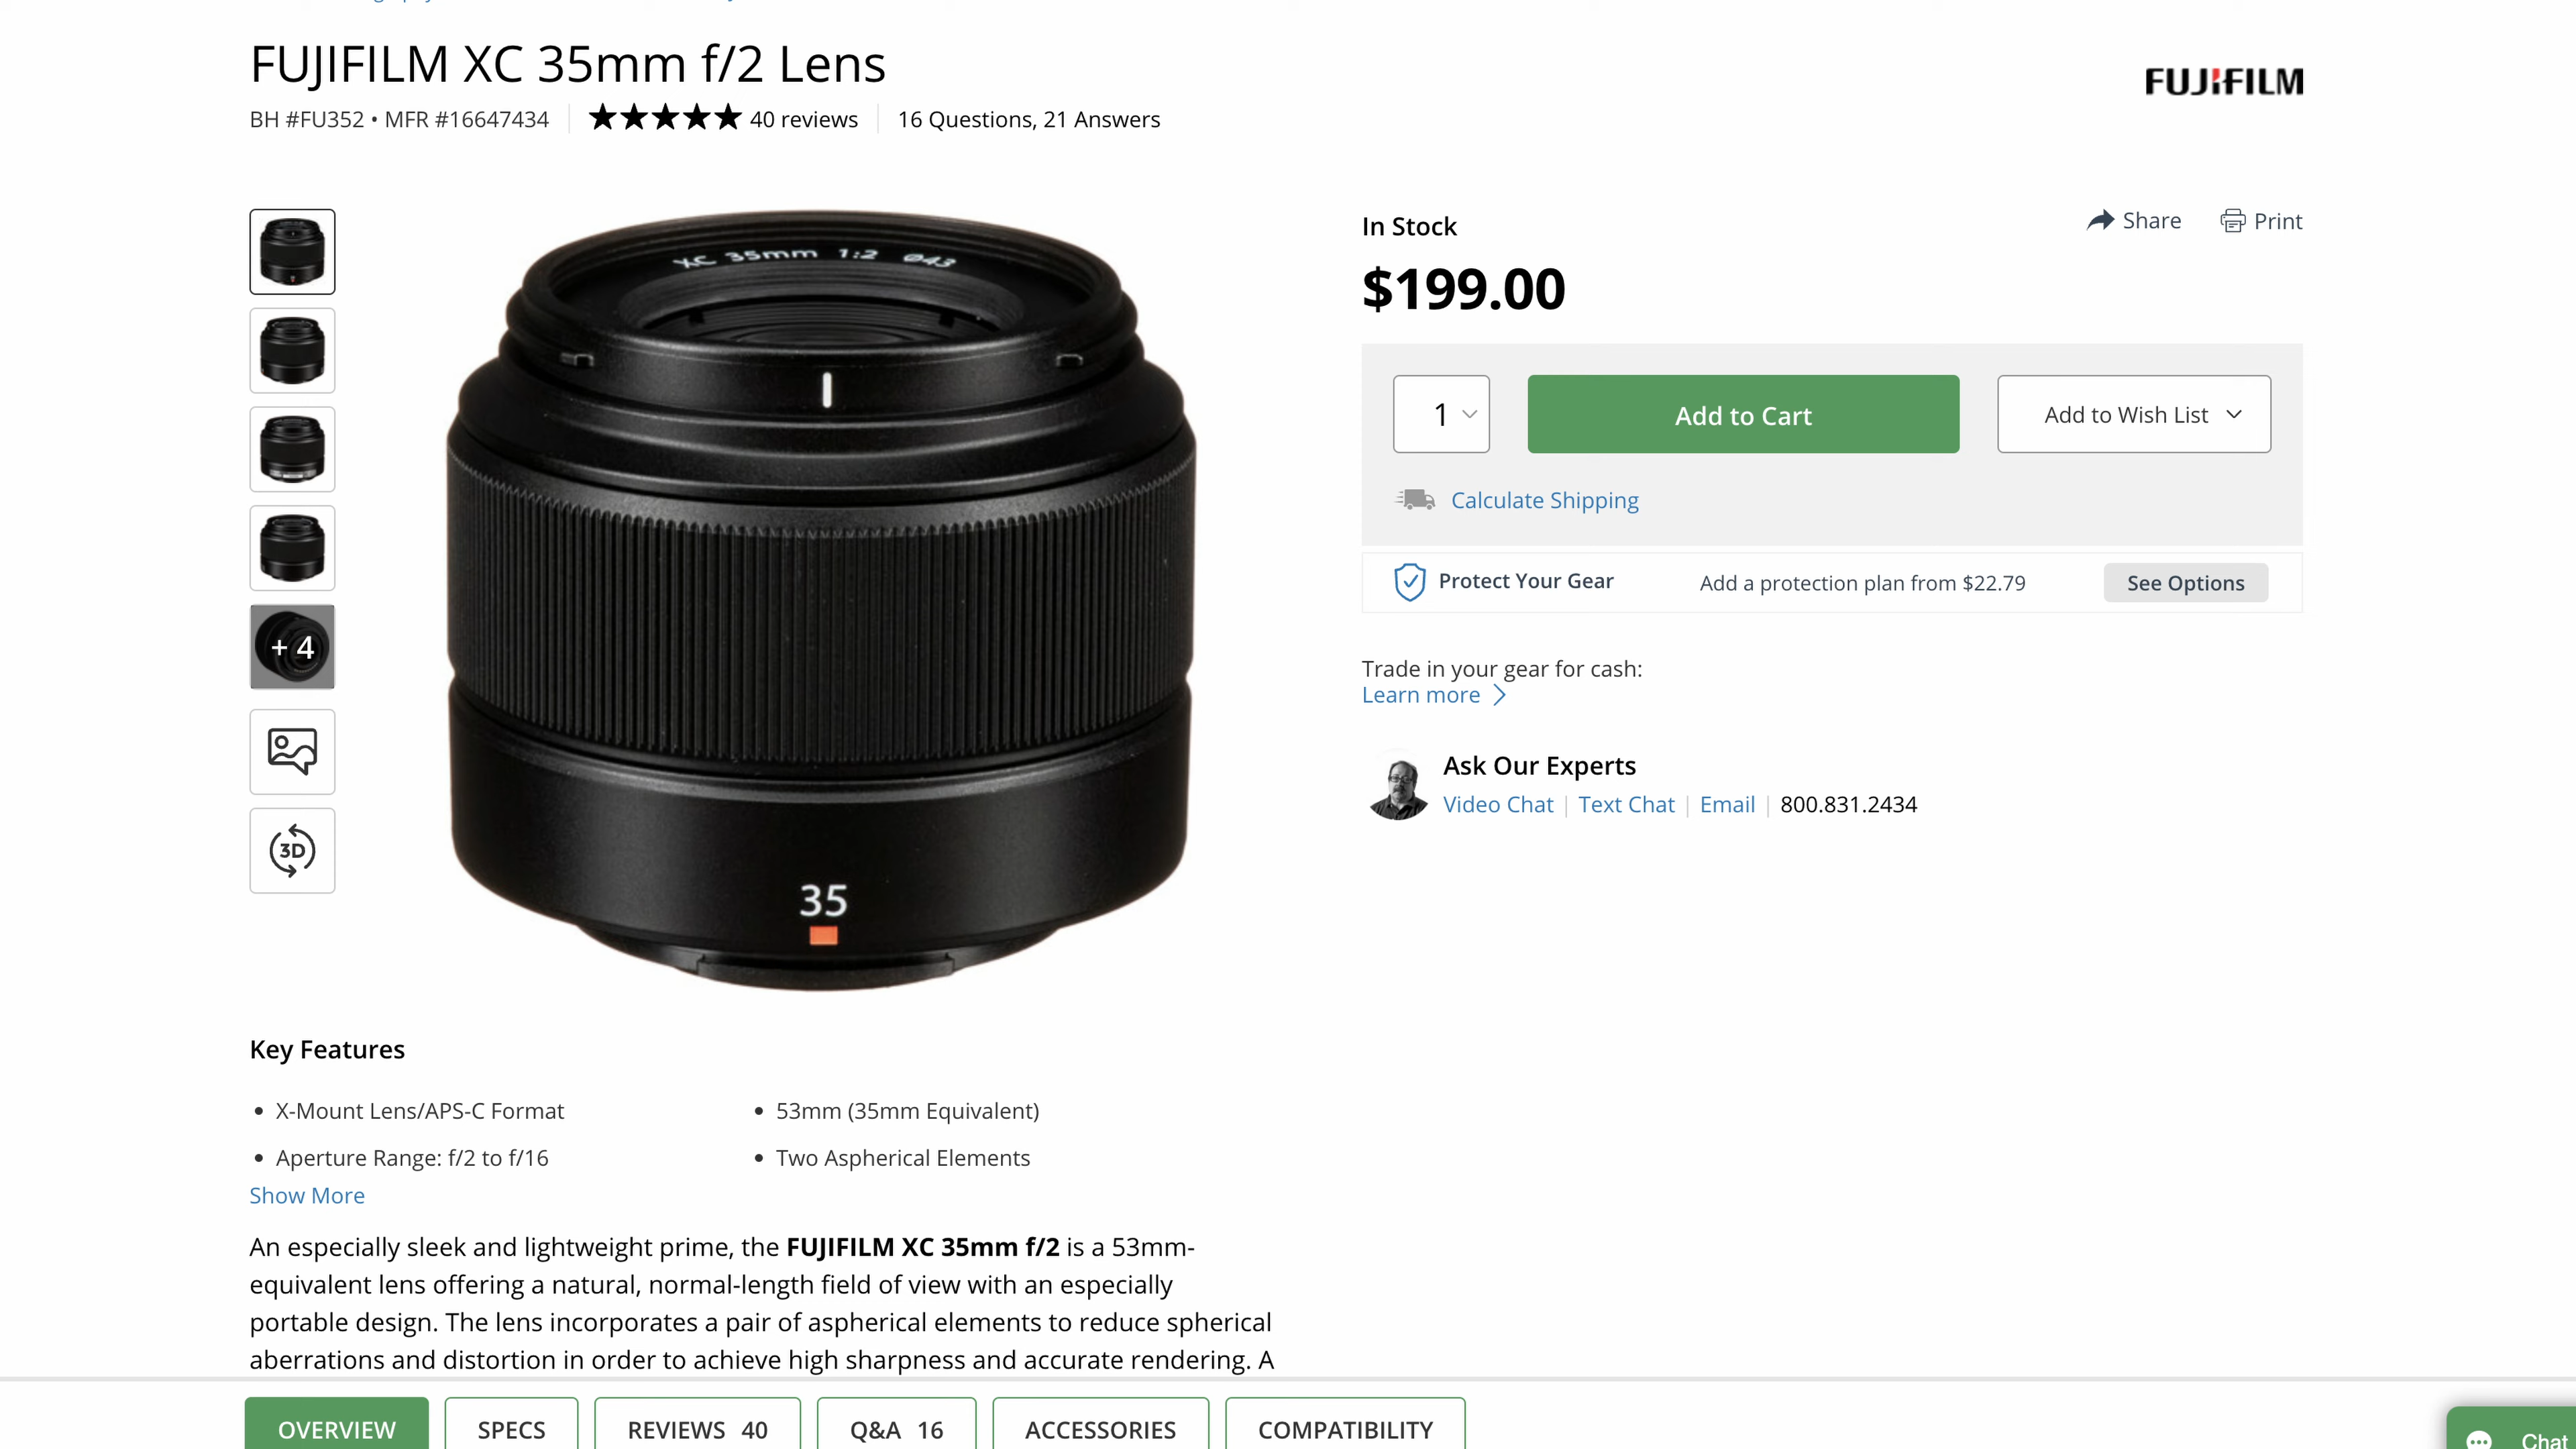 FUJIFILM XC 35mm f/2 Lens
FUJIFILM
BH #FU352 • MFR #16647434
40 reviews
16 Questions, 21 Answers
XC 35mm 1:2 ø43
35
+ 4
3D
In Stock
Share
Print
$199.00
1
Add to Cart
Add to Wish List
Calculate Shipping
Protect Your Gear
Add a protection plan from $22.79
See Options
Trade in your gear for cash:
Learn more
Ask Our Experts
Video Chat | Text Chat | Email | 800.831.2434
Key Features
• X-Mount Lens/APS-C Format
• 53mm (35mm Equivalent)
• Aperture Range: f/2 to f/16
• Two Aspherical Elements
Show More
An especially sleek and lightweight prime, the FUJIFILM XC 35mm f/2 is a 53mm-
equivalent lens offering a natural, normal-length field of view with an especially
portable design. The lens incorporates a pair of aspherical elements to reduce spherical
aberrations and distortion in order to achieve high sharpness and accurate rendering. A
OVERVIEW
SPECS
REVIEWS 40
Q&A 16
ACCESSORIES
COMPATIBILITY
Chat